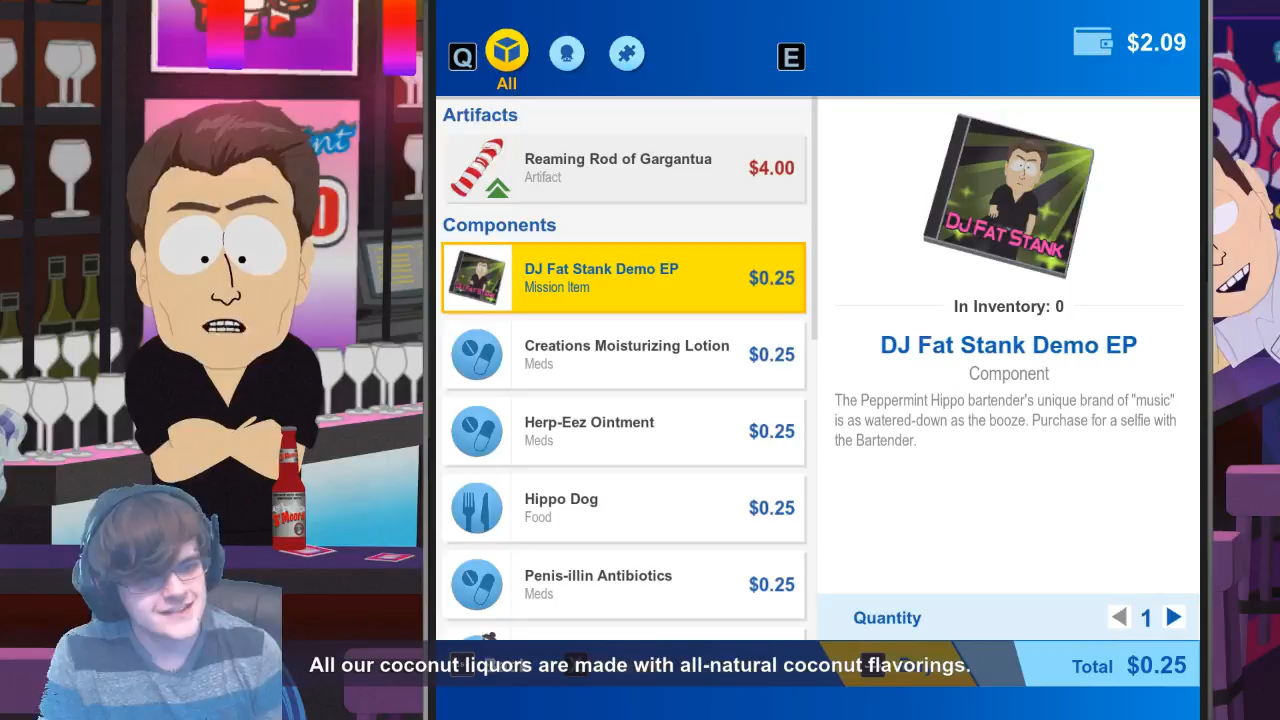 Q
E
All
$2.09
Artifacts
Reaming Rod of Gargantua
Artifact
$4.00
Components
DJ Fat Stank Demo EP
Mission Item
$0.25
Creations Moisturizing Lotion
Meds
$0.25
Herp-Eez Ointment
Meds
$0.25
Hippo Dog
Food
$0.25
Penis-illin Antibiotics
Meds
$0.25
DJ FAT STANK
In Inventory: 0
DJ Fat Stank Demo EP
Component
The Peppermint Hippo bartender's unique brand of "music"
is as watered-down as the booze. Purchase for a selfie with
the Bartender.
Quantity
1
Total $0.25
All our coconut liquors are made with all-natural coconut flavorings.